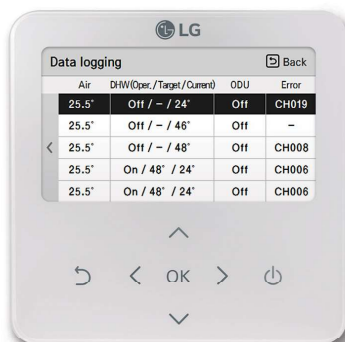 LG
Data logging Back
Air DHW(Oper./Target/Current) ODU Error
25.5° Off / - / 24° Off CH019
25.5° Off / - / 46° Off -
25.5° Off / - / 48° Off CH008
25.5° On / 48° / 24° Off CH006
25.5° On / 48° / 24° Off CH006
OK